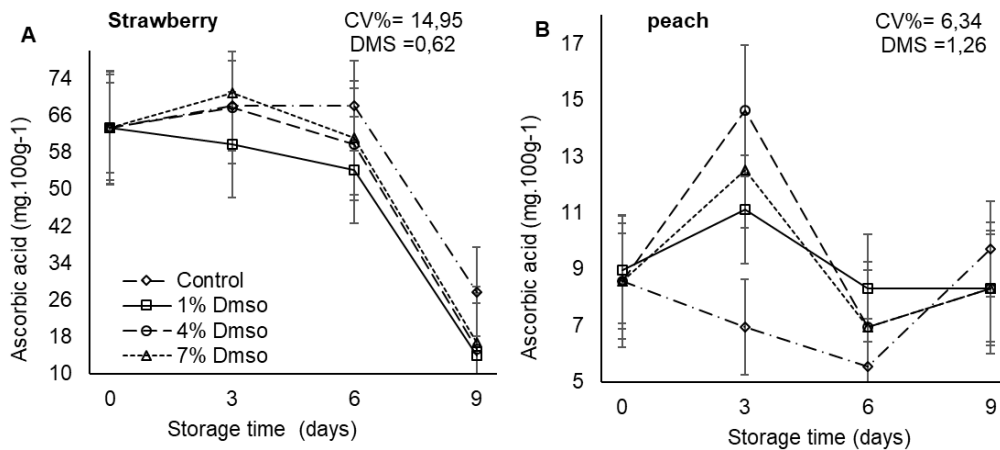 A
Strawberry
CV%= 14,95
DMS =0,62
Ascorbic acid (mg.100g-1)
74
66
58
50
42
34
26
18
10
Control
1% Dmso
4% Dmso
7% Dmso
0 3 6 9
Storage time (days)
B
peach
CV%= 6,34
DMS =1,26
Ascorbic acid (mg.100g-1)
17
15
13
11
9
7
5
0 3 6 9
Storage time (days)